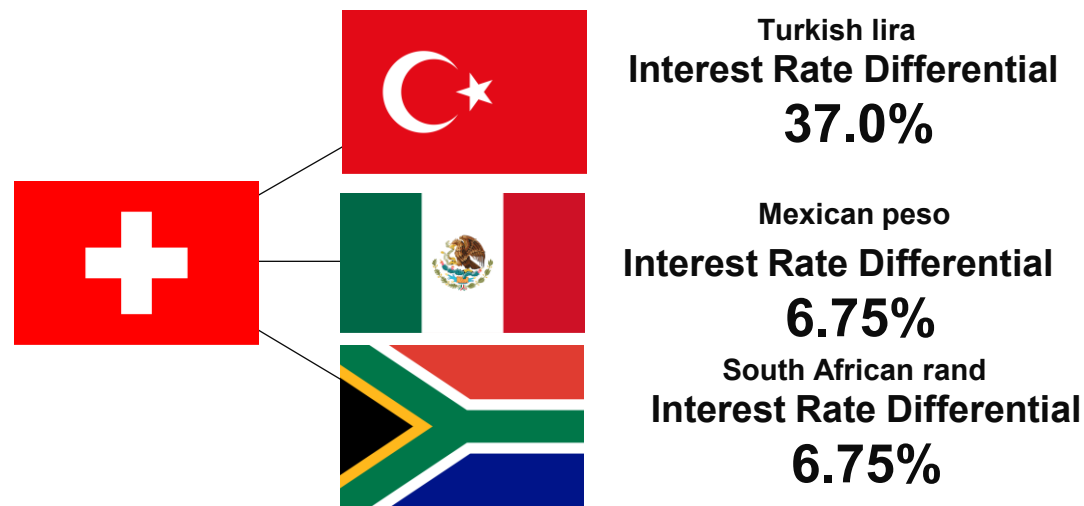 Turkish lira
Interest Rate Differential
37.0%
Mexican peso
Interest Rate Differential
6.75%
South African rand
Interest Rate Differential
6.75%